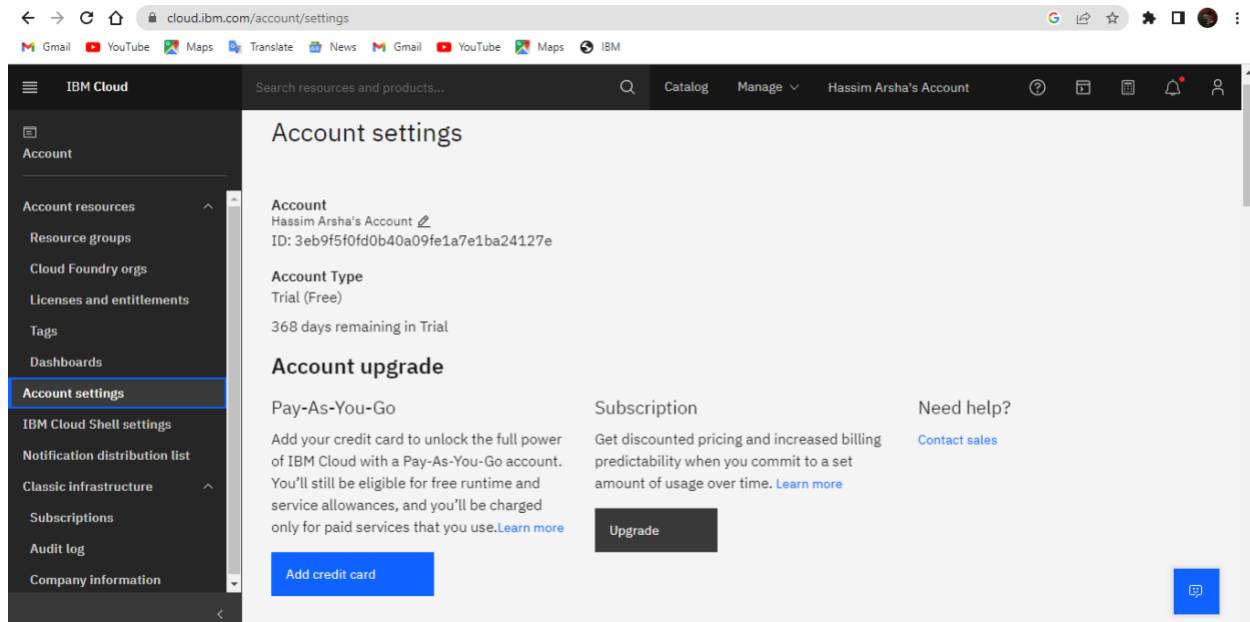 cloud.ibm.com/account/settings
G
Gmail YouTube Maps Translate News Gmail YouTube Maps IBM
IBM Cloud
Search resources and products...
Catalog Manage Hassim Arsha's Account
Account
Account resources
Resource groups
Cloud Foundry orgs
Licenses and entitlements
Tags
Dashboards
Account settings
IBM Cloud Shell settings
Notification distribution list
Classic infrastructure
Subscriptions
Audit log
Company information
Account settings
Account
Hassim Arsha's Account
ID: 3eb9f5f0fd0b40a09fe1a7e1ba24127e
Account Type
Trial (Free)
368 days remaining in Trial
Account upgrade
Pay-As-You-Go
Add your credit card to unlock the full power
of IBM Cloud with a Pay-As-You-Go account.
You'll still be eligible for free runtime and
service allowances, and you'll be charged
only for paid services that you use.Learn more
Add credit card
Subscription
Get discounted pricing and increased billing
predictability when you commit to a set
amount of usage over time. Learn more
Upgrade
Need help?
Contact sales